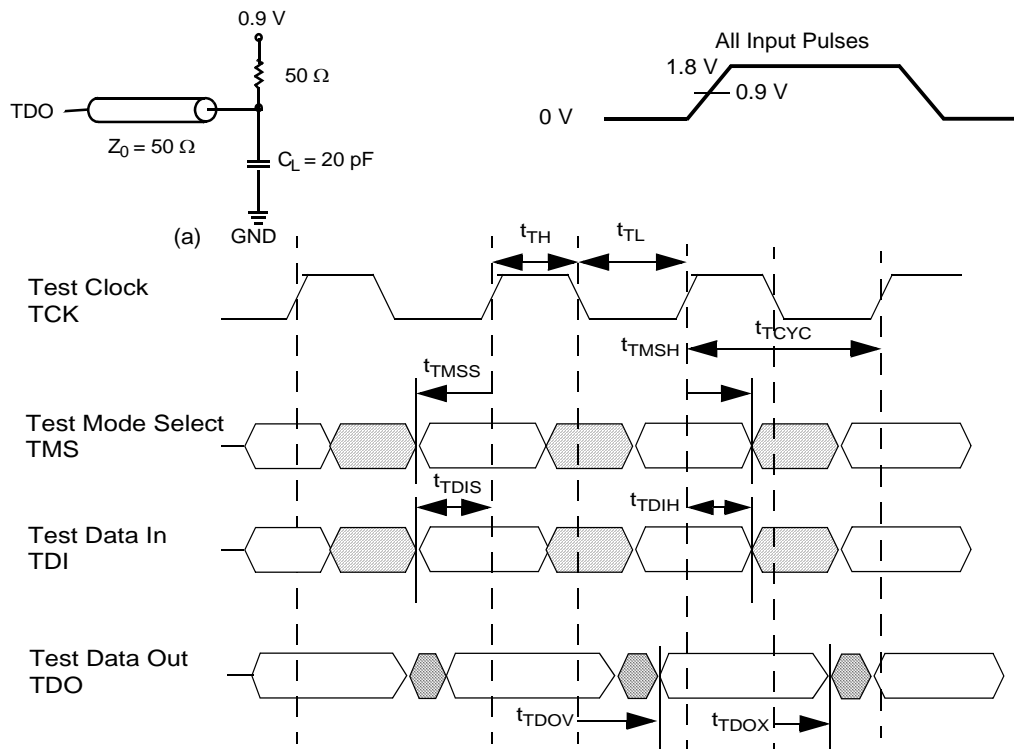 0.9 V
50 Ω
TDO
Z0 = 50 Ω
CL = 20 pF
(a)
GND
All Input Pulses
1.8 V
0.9 V
0 V
tTH
tTL
Test Clock
TCK
tTMSH
tTCYC
tTMSS
Test Mode Select
TMS
tTDIS
tTDIH
Test Data In
TDI
Test Data Out
TDO
tTDOV
tTDOX